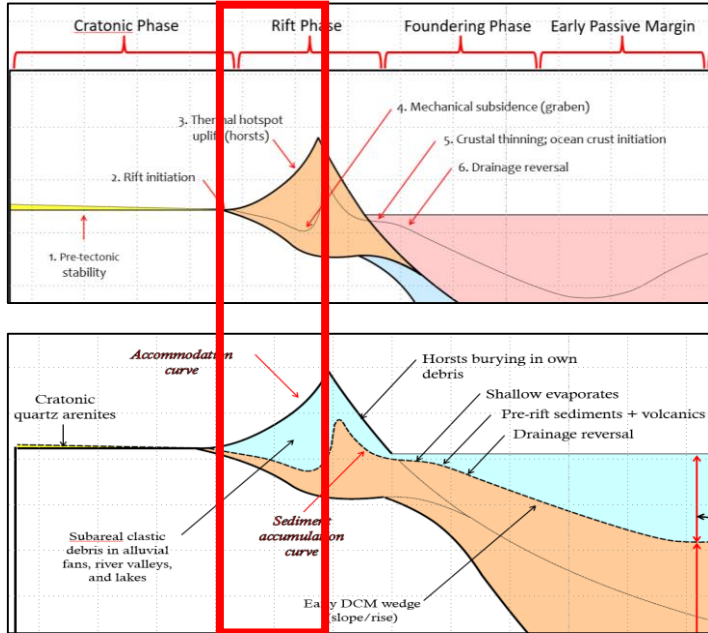 Cratonic Phase
Rift Phase
Foundering Phase
Early Passive Margin
3. Thermal hotspot
uplift (horsts)
4. Mechanical subsidence (graben)
5. Crustal thinning; ocean crust initiation
6. Drainage reversal
2. Rift initiation
1. Pre-tectonic
stability
Accommodation
curve
Horsts burying in own
debris
Cratonic
quartz arenites
Shallow evaporites
Pre-rift sediments + volcanics
Drainage reversal
Subareal clastic
debris in alluvial
fans, river valleys,
and lakes
Sediment
accumulation
curve
Early DCM wedge
(slope/rise)